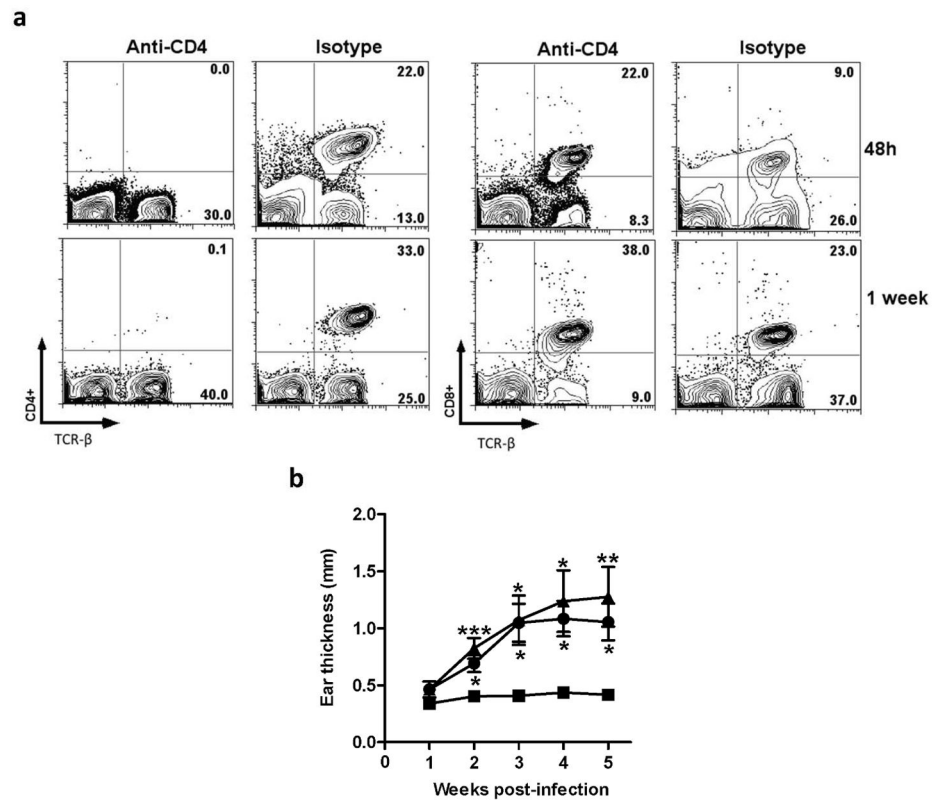 a
Anti-CD4 Isotype Anti-CD4 Isotype
0.0 22.0 22.0 9.0
48h
30.0 13.0 8.3 26.0
0.1 33.0 38.0 23.0
1 week
40.0 25.0 9.0 37.0
CD4+ CD8+
TCR-β TCR-β
b
2.0
1.5
1.0
0.5
0.0
Ear thickness (mm)
*** * * **
* * * *
0 1 2 3 4 5
Weeks post-infection